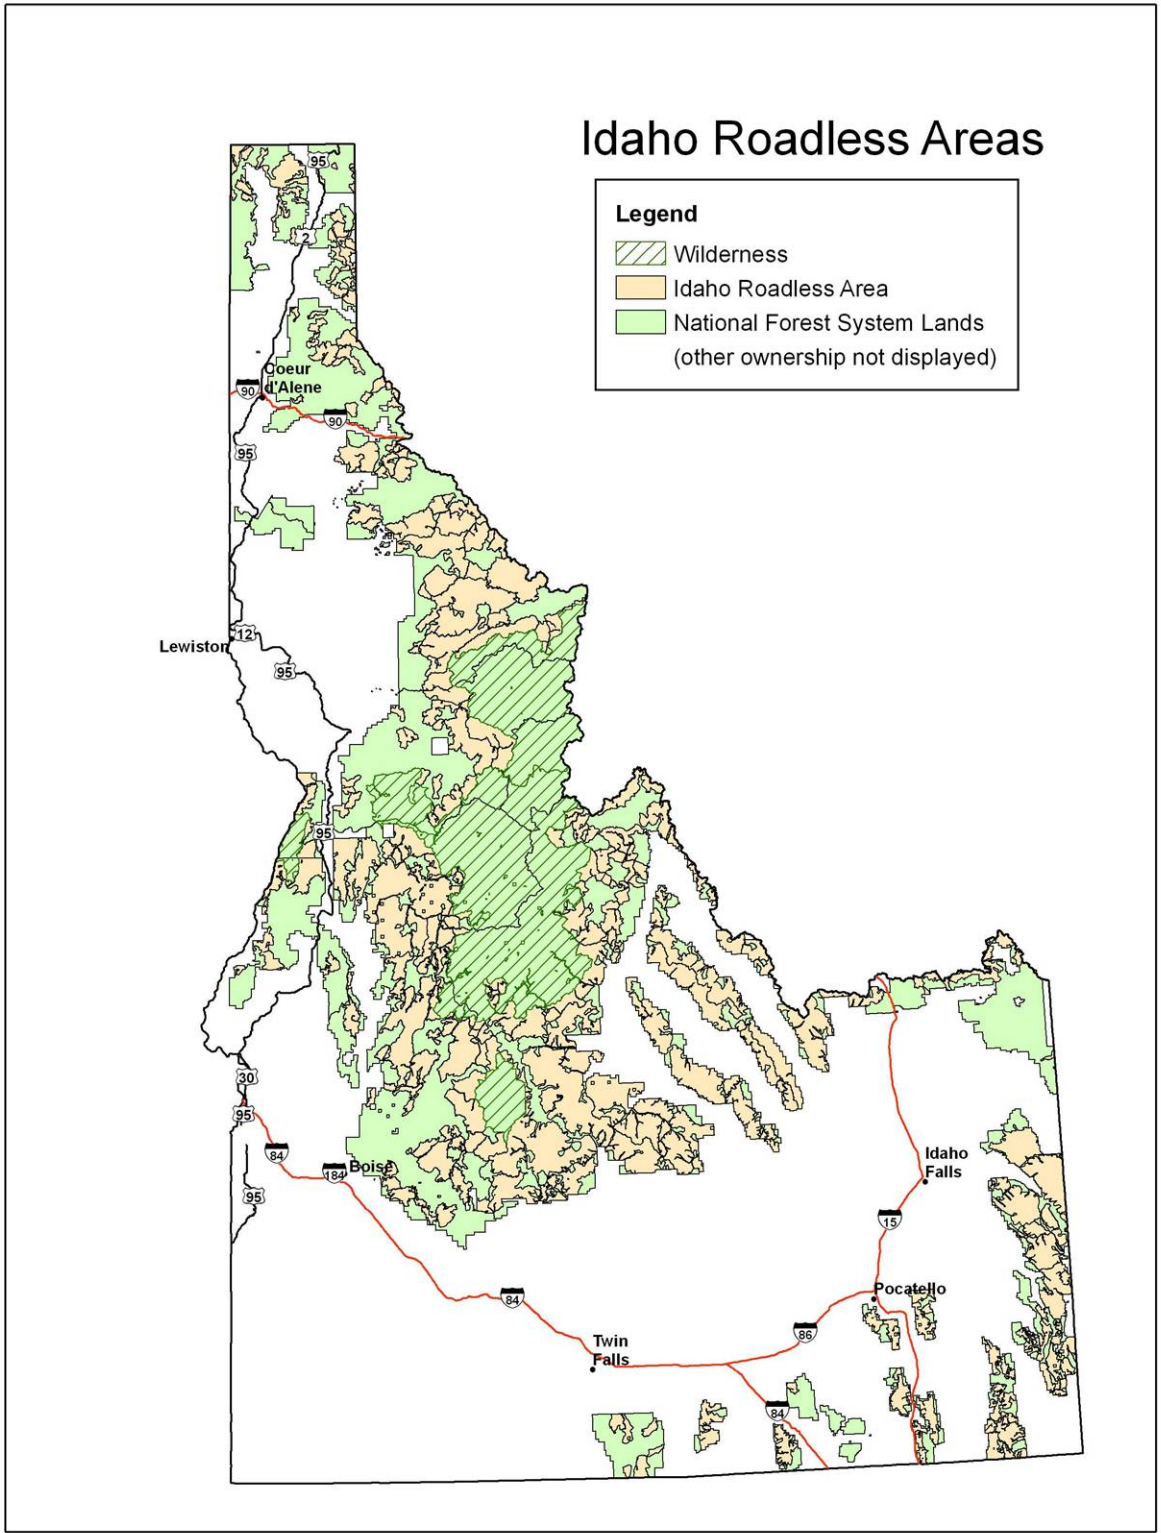 Idaho Roadless Areas
Legend
Wilderness
Idaho Roadless Area
National Forest System Lands
(other ownership not displayed)
95
2
Coeur
d'Alene
90
90
95
12
Lewiston
95
95
30
95
84
184
Boise
95
Idaho
Falls
15
Pocatello
84
86
Twin
Falls
84